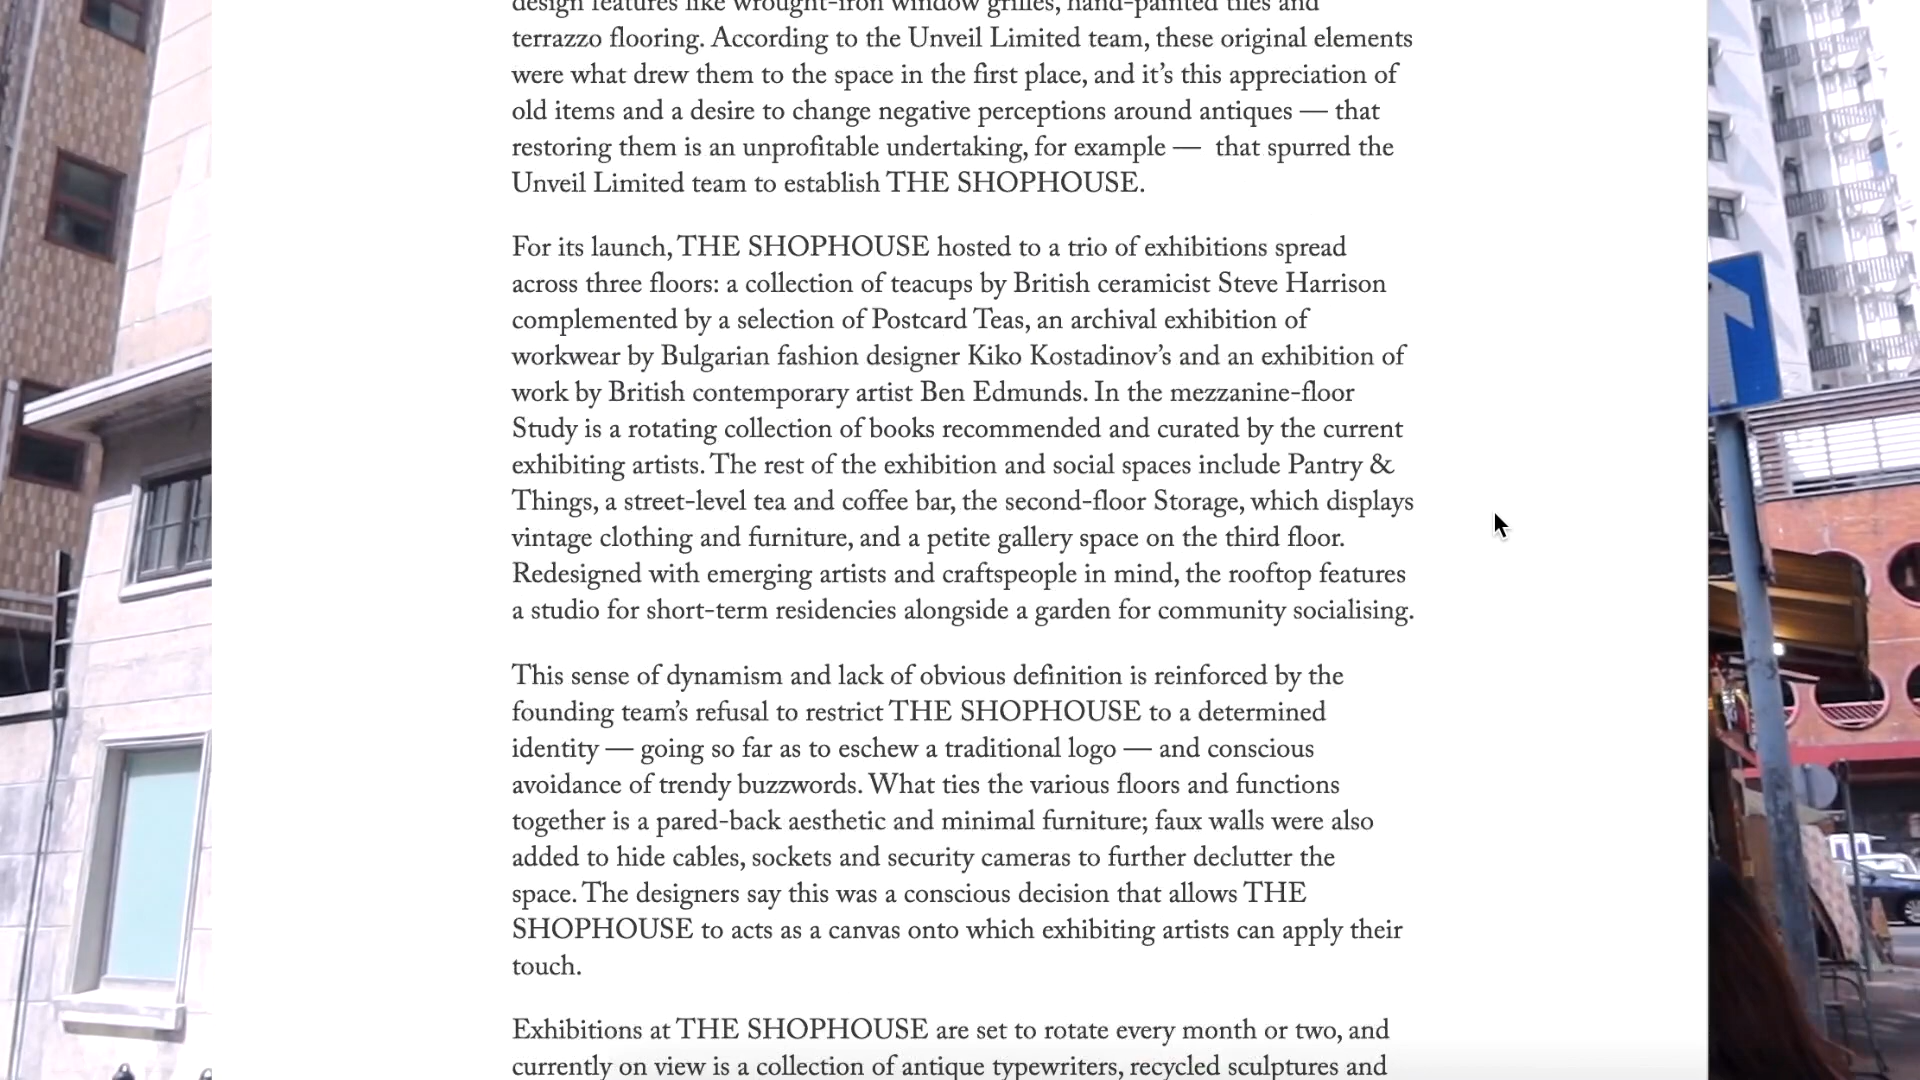 design features like wrought-iron window grilles, hand-painted tiles and
terrazzo flooring. According to the Unveil Limited team, these original elements
were what drew them to the space in the first place, and it’s this appreciation of
old items and a desire to change negative perceptions around antiques — that
restoring them is an unprofitable undertaking, for example —  that spurred the
Unveil Limited team to establish THE SHOPHOUSE.
For its launch, THE SHOPHOUSE hosted to a trio of exhibitions spread
across three floors: a collection of teacups by British ceramicist Steve Harrison
complemented by a selection of Postcard Teas, an archival exhibition of
workwear by Bulgarian fashion designer Kiko Kostadinov’s and an exhibition of
work by British contemporary artist Ben Edmunds. In the mezzanine-floor
Study is a rotating collection of books recommended and curated by the current
exhibiting artists. The rest of the exhibition and social spaces include Pantry &
Things, a street-level tea and coffee bar, the second-floor Storage, which displays
vintage clothing and furniture, and a petite gallery space on the third floor.
Redesigned with emerging artists and craftspeople in mind, the rooftop features
a studio for short-term residencies alongside a garden for community socialising.
This sense of dynamism and lack of obvious definition is reinforced by the
founding team’s refusal to restrict THE SHOPHOUSE to a determined
identity — going so far as to eschew a traditional logo — and conscious
avoidance of trendy buzzwords. What ties the various floors and functions
together is a pared-back aesthetic and minimal furniture; faux walls were also
added to hide cables, sockets and security cameras to further declutter the
space. The designers say this was a conscious decision that allows THE
SHOPHOUSE to acts as a canvas onto which exhibiting artists can apply their
touch.
Exhibitions at THE SHOPHOUSE are set to rotate every month or two, and
currently on view is a collection of antique typewriters, recycled sculptures and